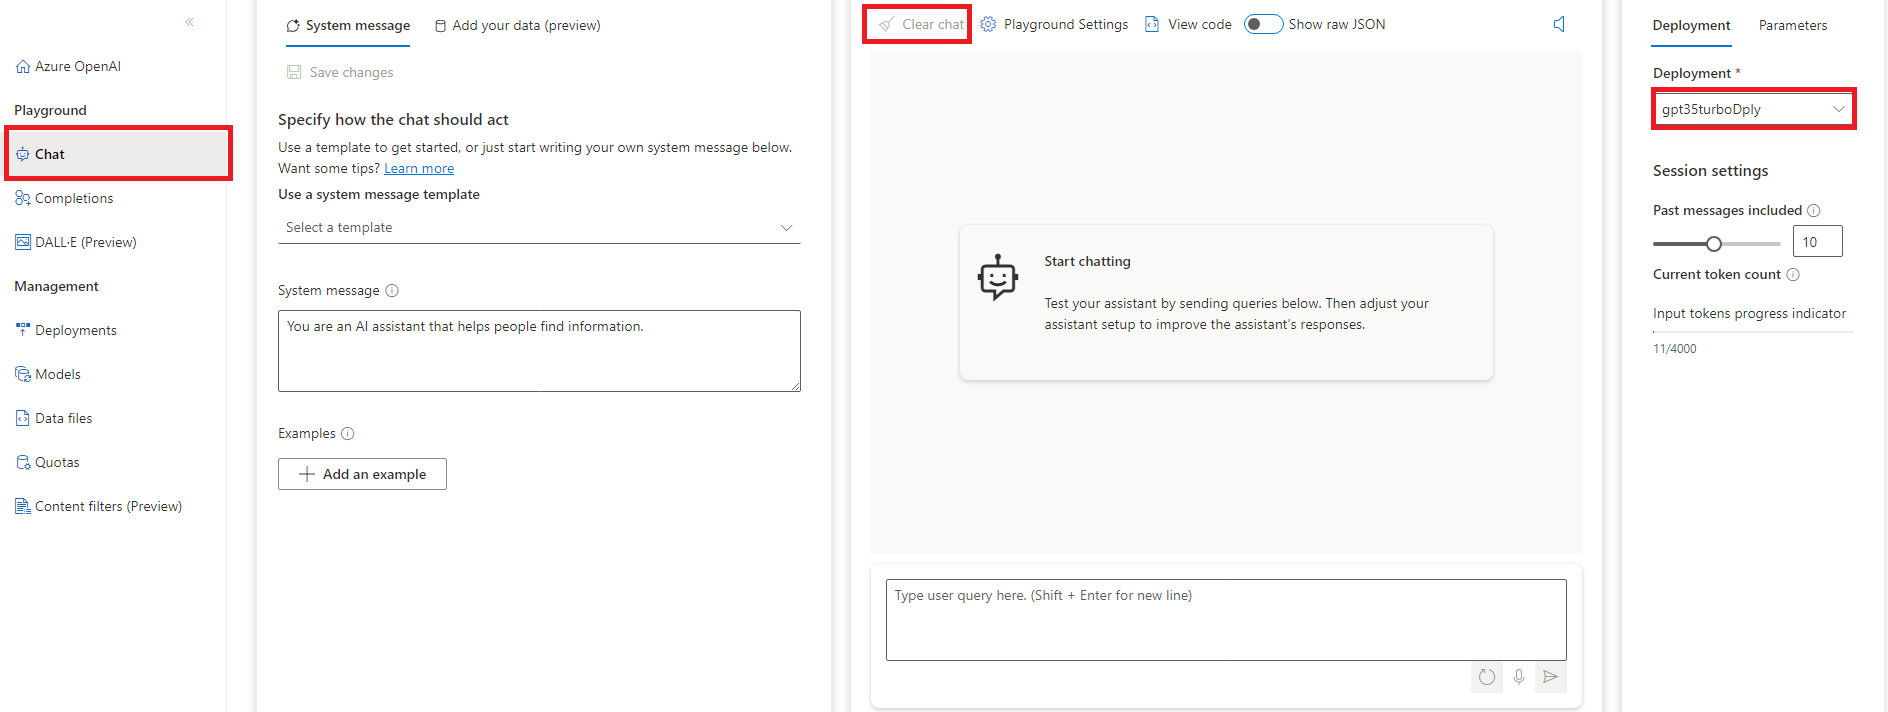 Azure OpenAI
Playground
Chat
Completions
DALL·E (Preview)
Management
Deployments
Models
Data files
Quotas
Content filters (Preview)
System message
Add your data (preview)
Save changes
Specify how the chat should act
Use a template to get started, or just start writing your own system message below.
Want some tips? Learn more
Use a system message template
Select a template
System message
You are an AI assistant that helps people find information.
Examples
Add an example
Clear chat
Playground Settings
View code
Show raw JSON
Start chatting
Test your assistant by sending queries below. Then adjust your
assistant setup to improve the assistant's responses.
Type user query here. (Shift + Enter for new line)
Deployment
Parameters
Deployment *
gpt35turboDply
Session settings
Past messages included
10
Current token count
Input tokens progress indicator
11/4000